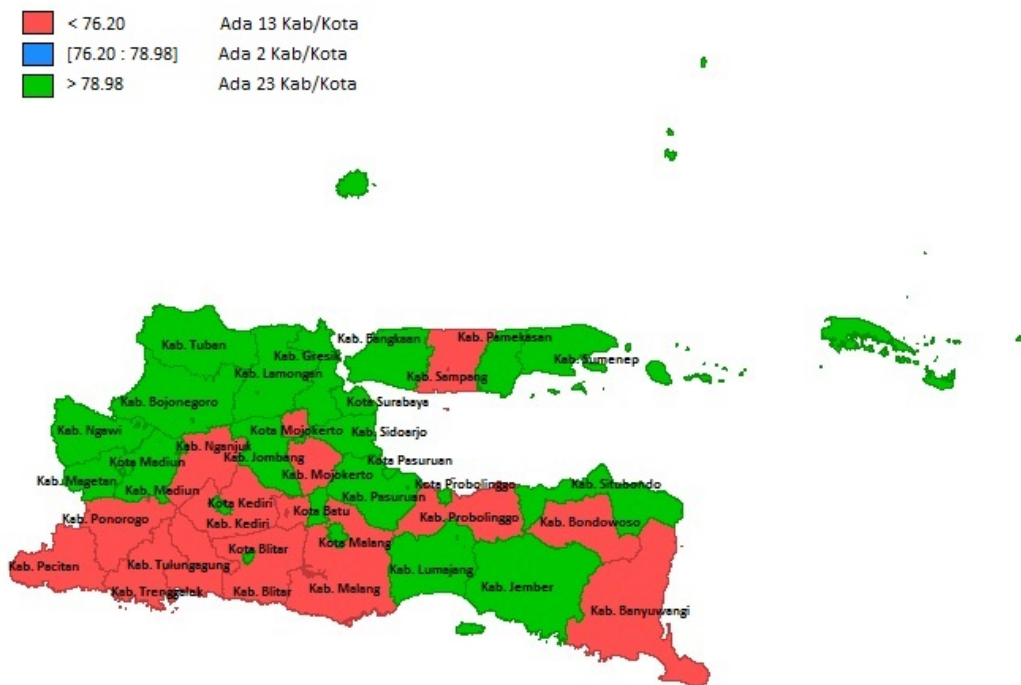 < 76.20 Ada 13 Kab/Kota
[76.20 : 78.98] Ada 2 Kab/Kota
> 78.98 Ada 23 Kab/Kota
Kab. Tuban
Kab. Gresik
Kab. Lamongan
Kab. Bangkaan
Kab. Pamekasan
Kab. Sumenep
Kab. Sampang
Kab. Bojonegoro
Kota Surabaya
Kab. Ngawi
Kota Mojokerto
Kab. Sidoarjo
Kab. Nganjuk
Kab. Jombang
Kota Madiun
Kota Pasuruan
Kab. Magetan
Kab. Mojokerto
Kab. Madiun
Kab. Pasuruan
Kota Probolinggo
Kab. Situbondo
Kota Kediri
Kota Batu
Kab. Ponorogo
Kab. Kediri
Kab. Probolinggo
Kab. Bondowoso
Kota Blitar
Kota Malang
Kab. Pacitan
Kab. Tulungagung
Kab. Lumajang
Kab. Trenggalek
Kab. Blitar
Kab. Malang
Kab. Jember
Kab. Banyuwangi